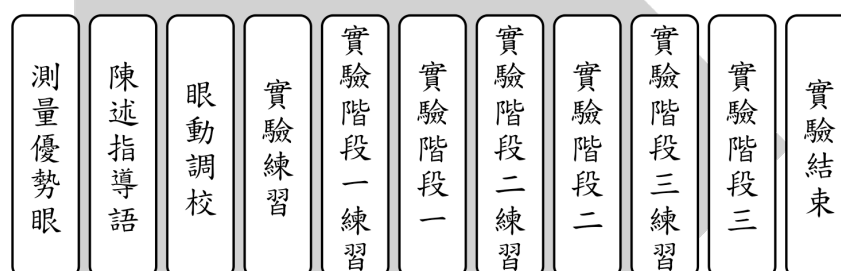 測量優勢眼
陳述指導語
眼動調校
實驗練習
實驗階段一練習
實驗階段一
實驗階段二練習
實驗階段二
實驗階段三練習
實驗階段三
實驗結束